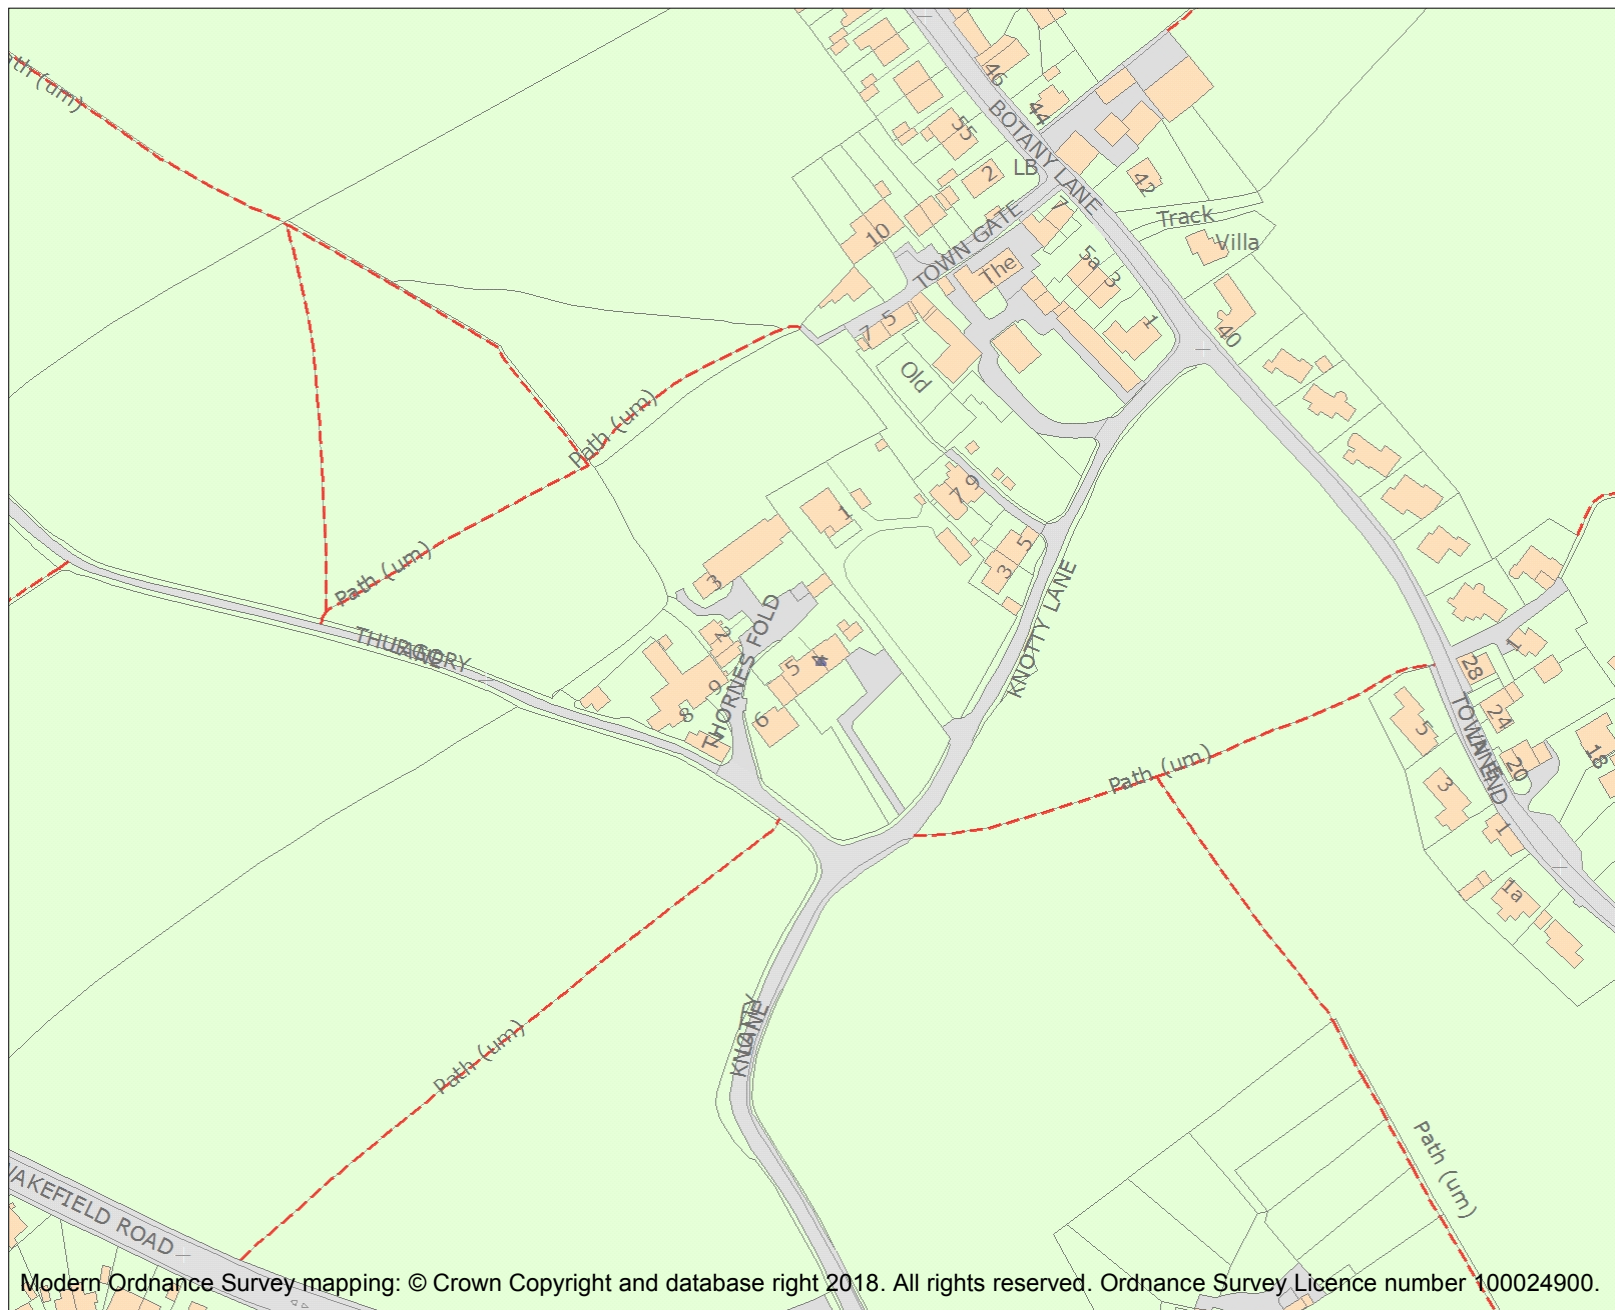 Path (um)
46
44
BOTANY LANE
55
LB
2
42
7
TOWN GATE
Track
10
Villa
The
5a
3
5
7
1
40
Old
Path (um)
7 9
1
5
3
Path (um)
3
THORNES FOLD
KNOTTY LANE
2
5
4
9
8
6
1
28
24
5
TOWN END
LANE
20
18
3
1
1a
Path (um)
KNOTTY
LANE
Path (um)
Path (um)
WAKEFIELD ROAD
Modern Ordnance Survey mapping: © Crown Copyright and database right 2018. All rights reserved. Ordnance Survey Licence number 100024900.